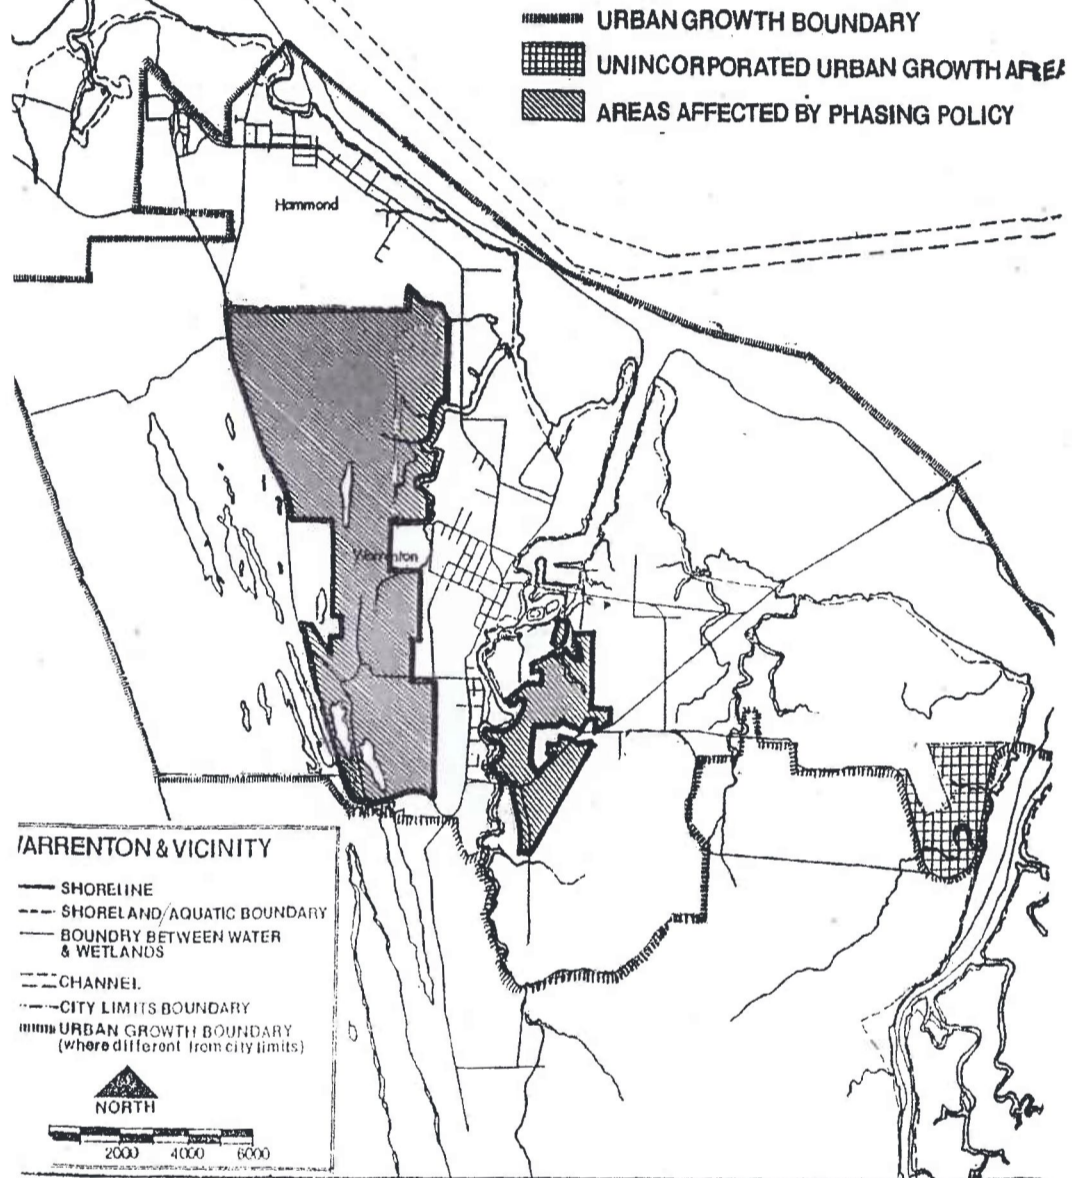 URBAN GROWTH BOUNDARY
UNINCORPORATED URBAN GROWTH AREA
AREAS AFFECTED BY PHASING POLICY
Hammond
Warrenton
ARRENTON & VICINITY
SHORELINE
SHORELAND/AQUATIC BOUNDARY
BOUNDRY BETWEEN WATER
& WETLANDS
CHANNEL
CITY LIMITS BOUNDARY
URBAN GROWTH BOUNDARY
(where different from city limits)
NORTH
2000 4000 6000